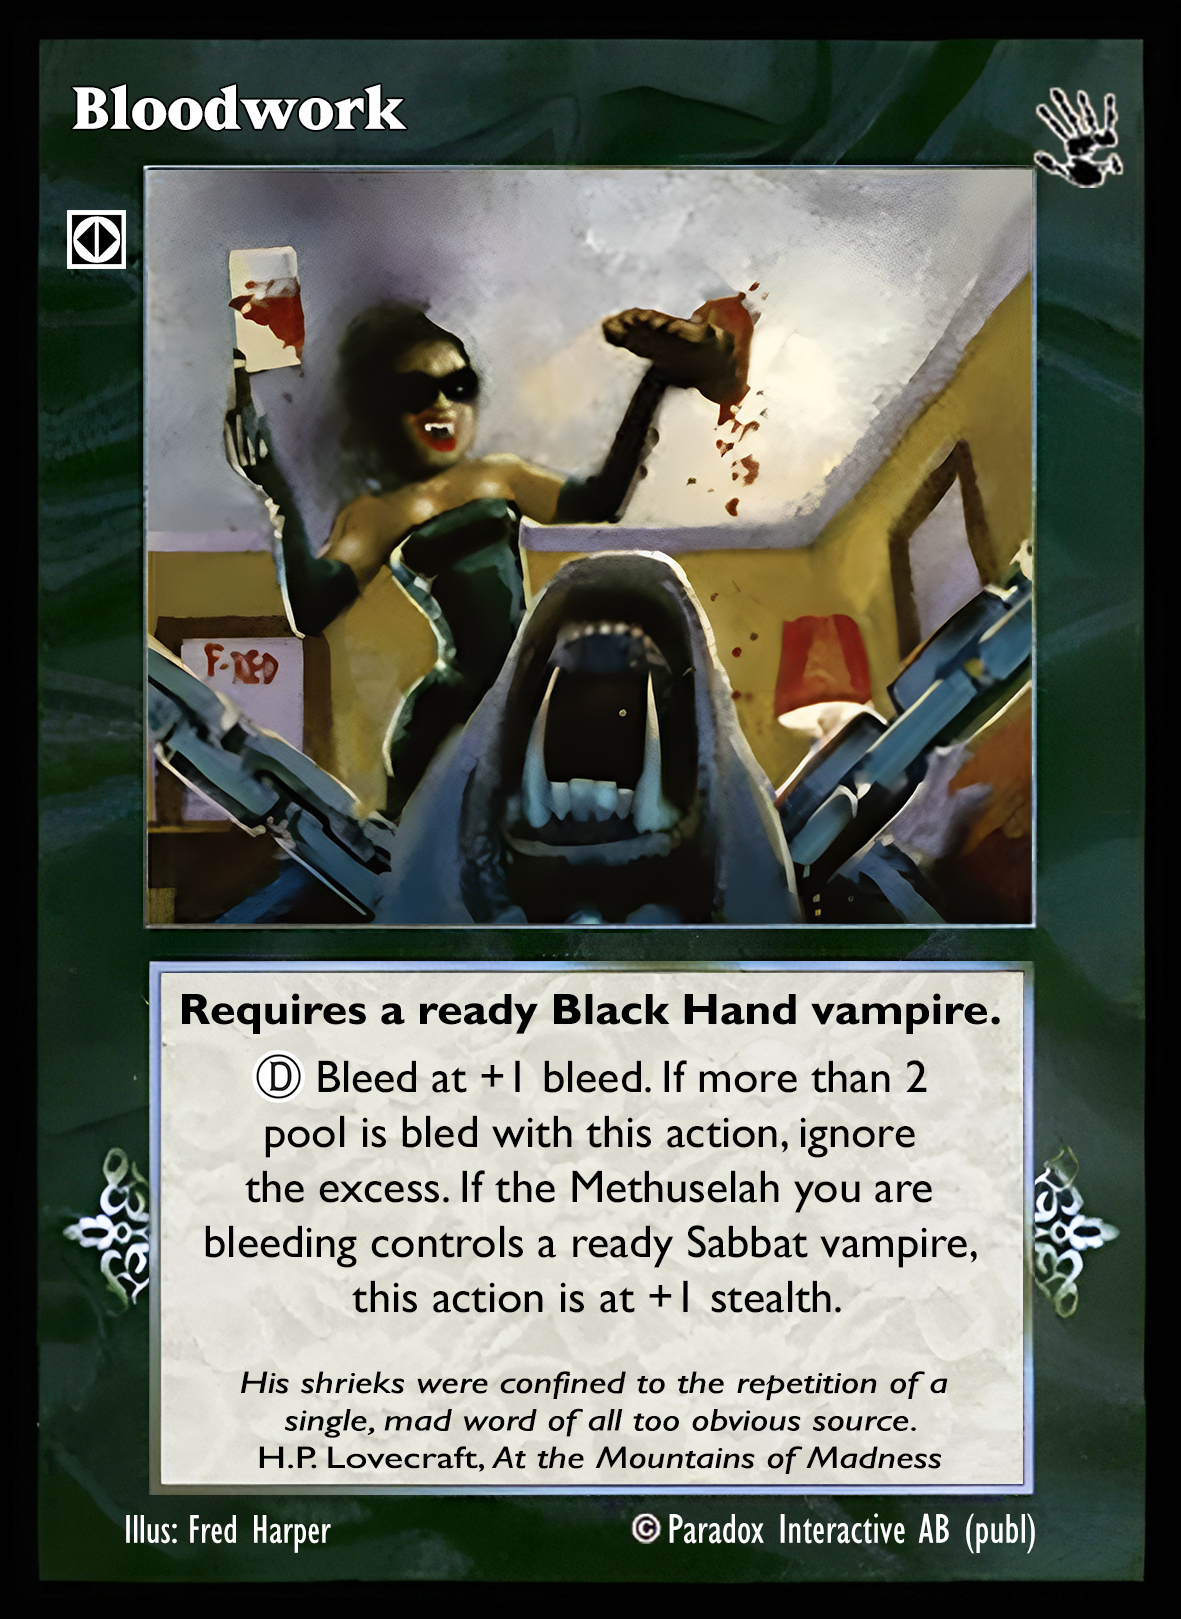 Bloodwork
F-RED
Requires a ready Black Hand vampire.
Ⓓ Bleed at +1 bleed. If more than 2
pool is bled with this action, ignore
the excess. If the Methuselah you are
bleeding controls a ready Sabbat vampire,
this action is at +1 stealth.
His shrieks were confined to the repetition of a
single, mad word of all too obvious source.
H.P. Lovecraft, At the Mountains of Madness
Illus: Fred Harper
© Paradox Interactive AB (publ)